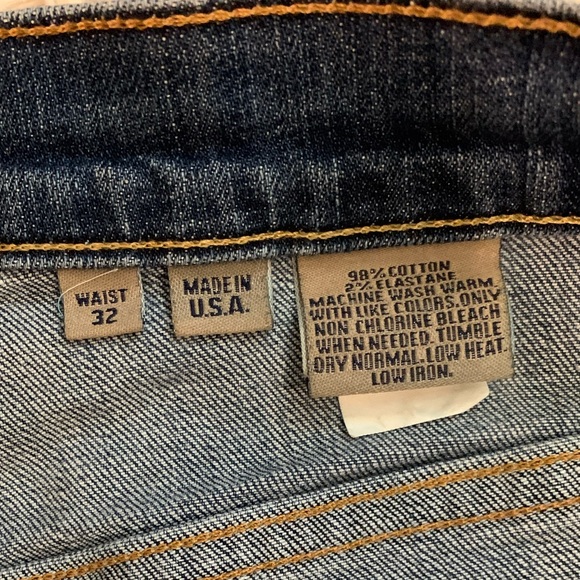 WAIST
32
MADE IN
U.S.A.
98% COTTON
2% ELASTANE
MACHINE WASH WARM
WITH LIKE COLORS. ONLY
NON CHLORINE BLEACH
WHEN NEEDED. TUMBLE
DRY NORMAL. LOW HEAT.
LOW IRON.